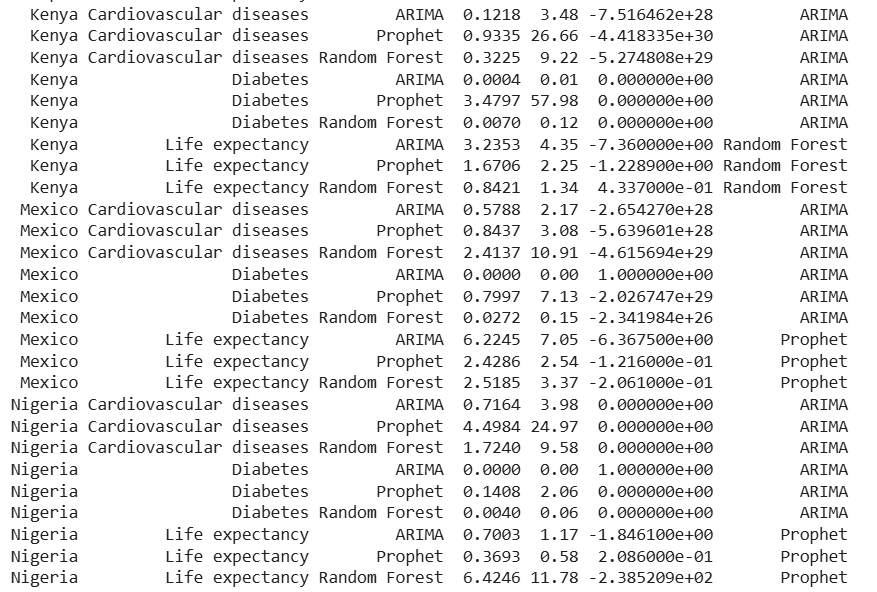 Kenya Cardiovascular diseases ARIMA 0.1218 3.48 -7.516462e+28 ARIMA
Kenya Cardiovascular diseases Prophet 0.9335 26.66 -4.418335e+30 ARIMA
Kenya Cardiovascular diseases Random Forest 0.3225 9.22 -5.274808e+29 ARIMA
Kenya Diabetes ARIMA 0.0004 0.01 0.000000e+00 ARIMA
Kenya Diabetes Prophet 3.4797 57.98 0.000000e+00 ARIMA
Kenya Diabetes Random Forest 0.0070 0.12 0.000000e+00 ARIMA
Kenya Life expectancy ARIMA 3.2353 4.35 -7.360000e+00 Random Forest
Kenya Life expectancy Prophet 1.6706 2.25 -1.228900e+00 Random Forest
Kenya Life expectancy Random Forest 0.8421 1.34 4.337000e-01 Random Forest
Mexico Cardiovascular diseases ARIMA 0.5788 2.17 -2.654270e+28 ARIMA
Mexico Cardiovascular diseases Prophet 0.8437 3.08 -5.639601e+28 ARIMA
Mexico Cardiovascular diseases Random Forest 2.4137 10.91 -4.615694e+29 ARIMA
Mexico Diabetes ARIMA 0.0000 0.00 1.000000e+00 ARIMA
Mexico Diabetes Prophet 0.7997 7.13 -2.026747e+29 ARIMA
Mexico Diabetes Random Forest 0.0272 0.15 -2.341984e+26 ARIMA
Mexico Life expectancy ARIMA 6.2245 7.05 -6.367500e+00 Prophet
Mexico Life expectancy Prophet 2.4286 2.54 -1.216000e-01 Prophet
Mexico Life expectancy Random Forest 2.5185 3.37 -2.061000e-01 Prophet
Nigeria Cardiovascular diseases ARIMA 0.7164 3.98 0.000000e+00 ARIMA
Nigeria Cardiovascular diseases Prophet 4.4984 24.97 0.000000e+00 ARIMA
Nigeria Cardiovascular diseases Random Forest 1.7240 9.58 0.000000e+00 ARIMA
Nigeria Diabetes ARIMA 0.0000 0.00 1.000000e+00 ARIMA
Nigeria Diabetes Prophet 0.1408 2.06 0.000000e+00 ARIMA
Nigeria Diabetes Random Forest 0.0040 0.06 0.000000e+00 ARIMA
Nigeria Life expectancy ARIMA 0.7003 1.17 -1.846100e+00 Prophet
Nigeria Life expectancy Prophet 0.3693 0.58 2.086000e-01 Prophet
Nigeria Life expectancy Random Forest 6.4246 11.78 -2.385209e+02 Prophet